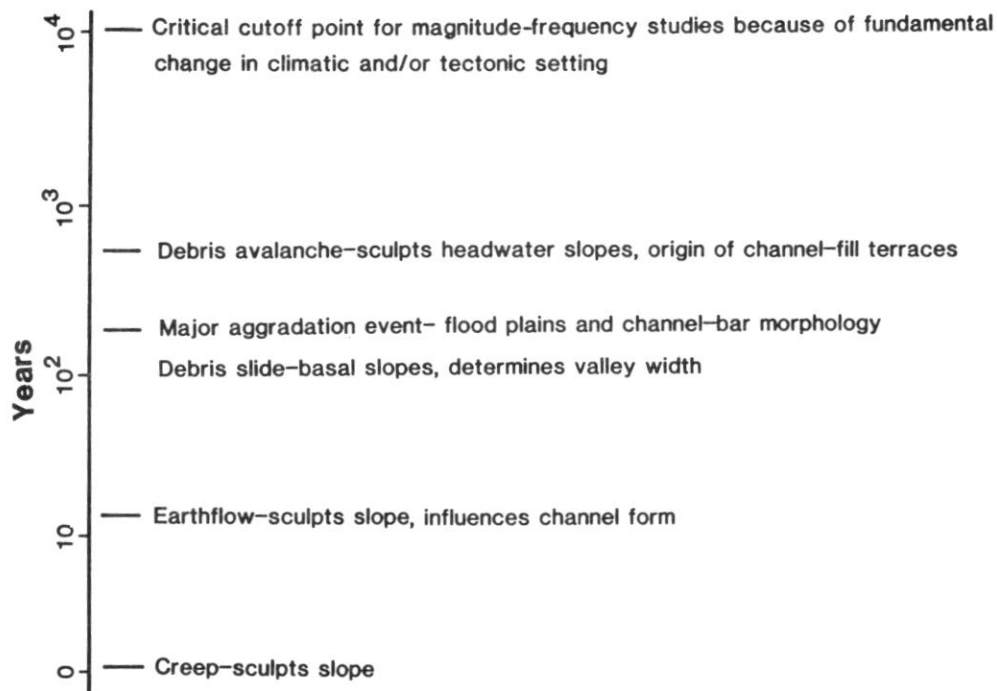 10⁴
Critical cutoff point for magnitude-frequency studies because of fundamental
change in climatic and/or tectonic setting
10³
Debris avalanche-sculpts headwater slopes, origin of channel-fill terraces
Major aggradation event- flood plains and channel-bar morphology
Debris slide-basal slopes, determines valley width
10²
Years
Earthflow-sculpts slope, influences channel form
10
Creep-sculpts slope
0